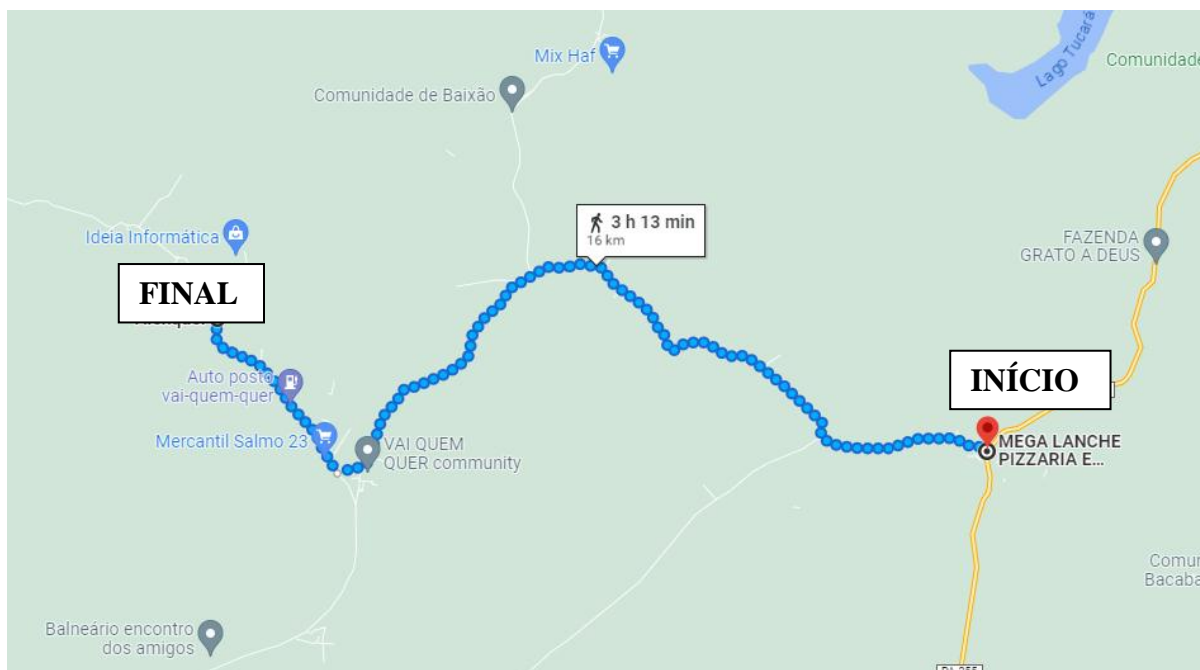 Mix Haf
Lago Tucará
Comunidade
Comunidade de Baixão
3 h 13 min
16 km
Ideia Informática
FAZENDA
GRATO A DEUS
FINAL
Auto posto
vai-quem-quer
INÍCIO
Mercantil Salmo 23
VAI QUEM
QUER community
MEGA LANCHE
PIZZARIA E...
Comu
Bacaba
Balneário encontro
dos amigos